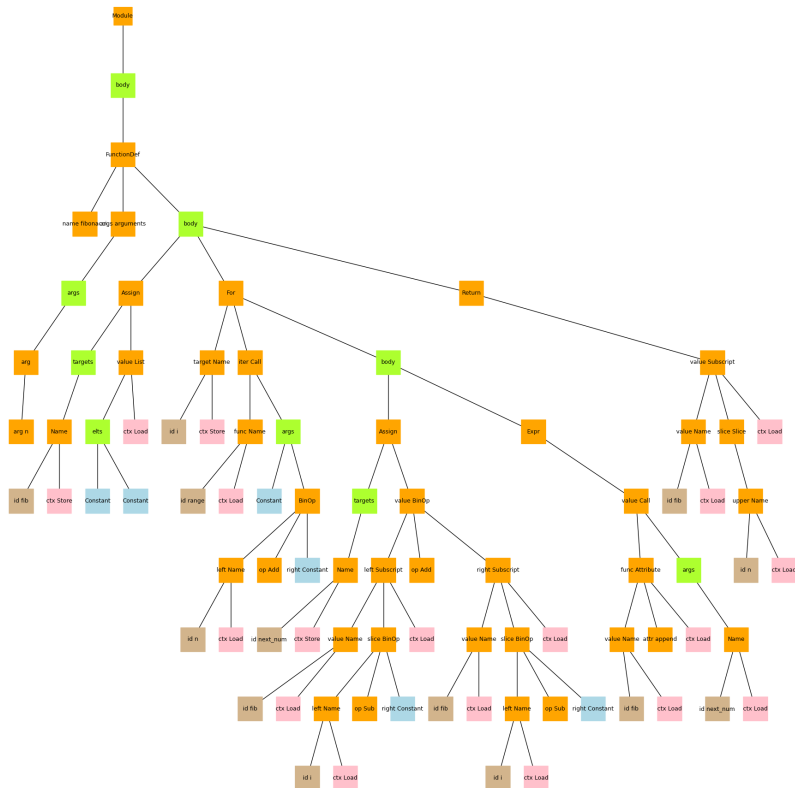 Module
body
FunctionDef
name fibonacci args arguments body
args Assign For Return
arg targets value List target Name iter Call body value Subscript
arg n Name elts ctx Load id i ctx Store func Name args Assign Expr value Name slice Slice ctx Load
id fib ctx Store Constant Constant id range ctx Load Constant BinOp targets value BinOp value Call id fib ctx Load upper Name
left Name op Add right Constant Name left Subscript op Add right Subscript func Attribute args id n ctx Load
id n ctx Load id next_num ctx Store value Name slice BinOp ctx Load value Name slice BinOp ctx Load value Name attr append ctx Load Name
id fib ctx Load left Name op Sub right Constant id fib ctx Load left Name op Sub right Constant id fib ctx Load id next_num ctx Load
id i ctx Load id i ctx Load